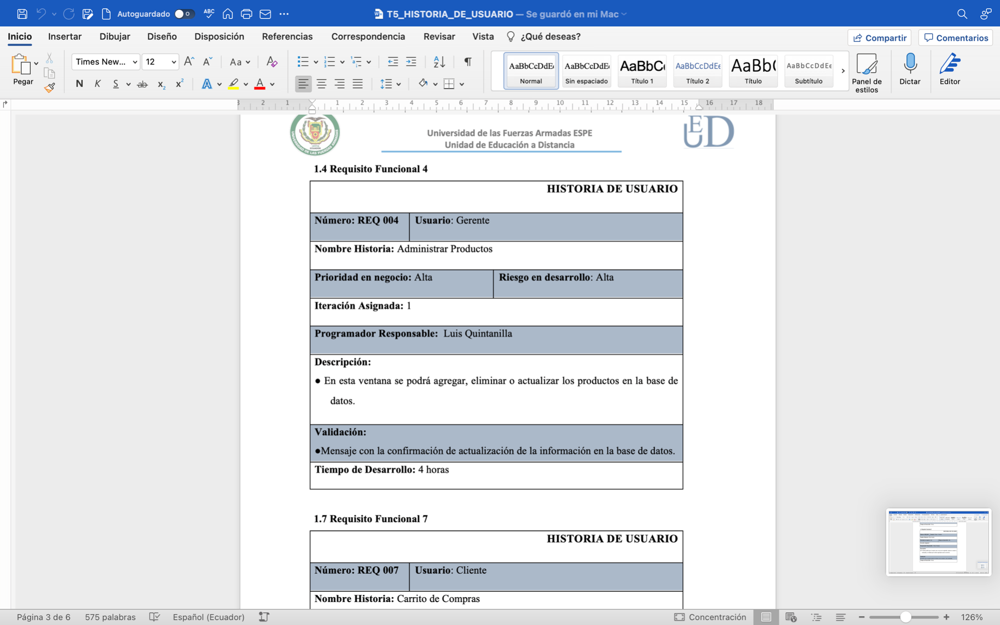 Autoguardado
ABC
T5_HISTORIA_DE_USUARIO — Se guardó en mi Mac
Inicio Insertar Dibujar Diseño Disposición Referencias Correspondencia Revisar Vista ¿Qué deseas?
Compartir Comentarios
Pegar
Times New... 12
Aa
N K S ab x2 x2 A A
AaBbCcDdEe Normal
AaBbCcDdEe Sin espaciado
AaBbC Título 1
AaBbCcDdEe Título 2
AaBb( Título
AaBbCcDdEe Subtítulo
Panel de estilos
Dictar
Editor
3 2 1 1 2 3 4 5 6 7 8 9 10 11 12 13 14 15 16 17 18
UNIVERSIDAD DE LAS FUERZAS ARMADAS
Universidad de las Fuerzas Armadas ESPE
Unidad de Educación a Distancia
UED
1.4 Requisito Funcional 4
HISTORIA DE USUARIO
Número: REQ 004 Usuario: Gerente
Nombre Historia: Administrar Productos
Prioridad en negocio: Alta Riesgo en desarrollo: Alta
Iteración Asignada: 1
Programador Responsable: Luis Quintanilla
Descripción:
● En esta ventana se podrá agregar, eliminar o actualizar los productos en la base de
datos.
Validación:
●Mensaje con la confirmación de actualización de la información en la base de datos.
Tiempo de Desarrollo: 4 horas
1.7 Requisito Funcional 7
HISTORIA DE USUARIO
Número: REQ 007 Usuario: Cliente
Nombre Historia: Carrito de Compras
Página 3 de 6 575 palabras Español (Ecuador) Concentración 126%